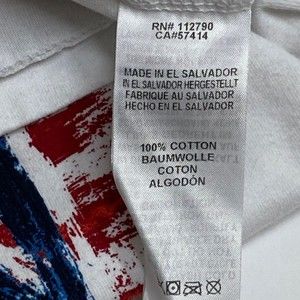 RN# 112790
CA#57414
MADE IN EL SALVADOR
IN EL SALVADOR HERGESTELLT
FABRIQUE AU SALVADOR
HECHO EN EL SALVADOR
100% COTTON
BAUMWOLLE
COTON
ALGODÓN